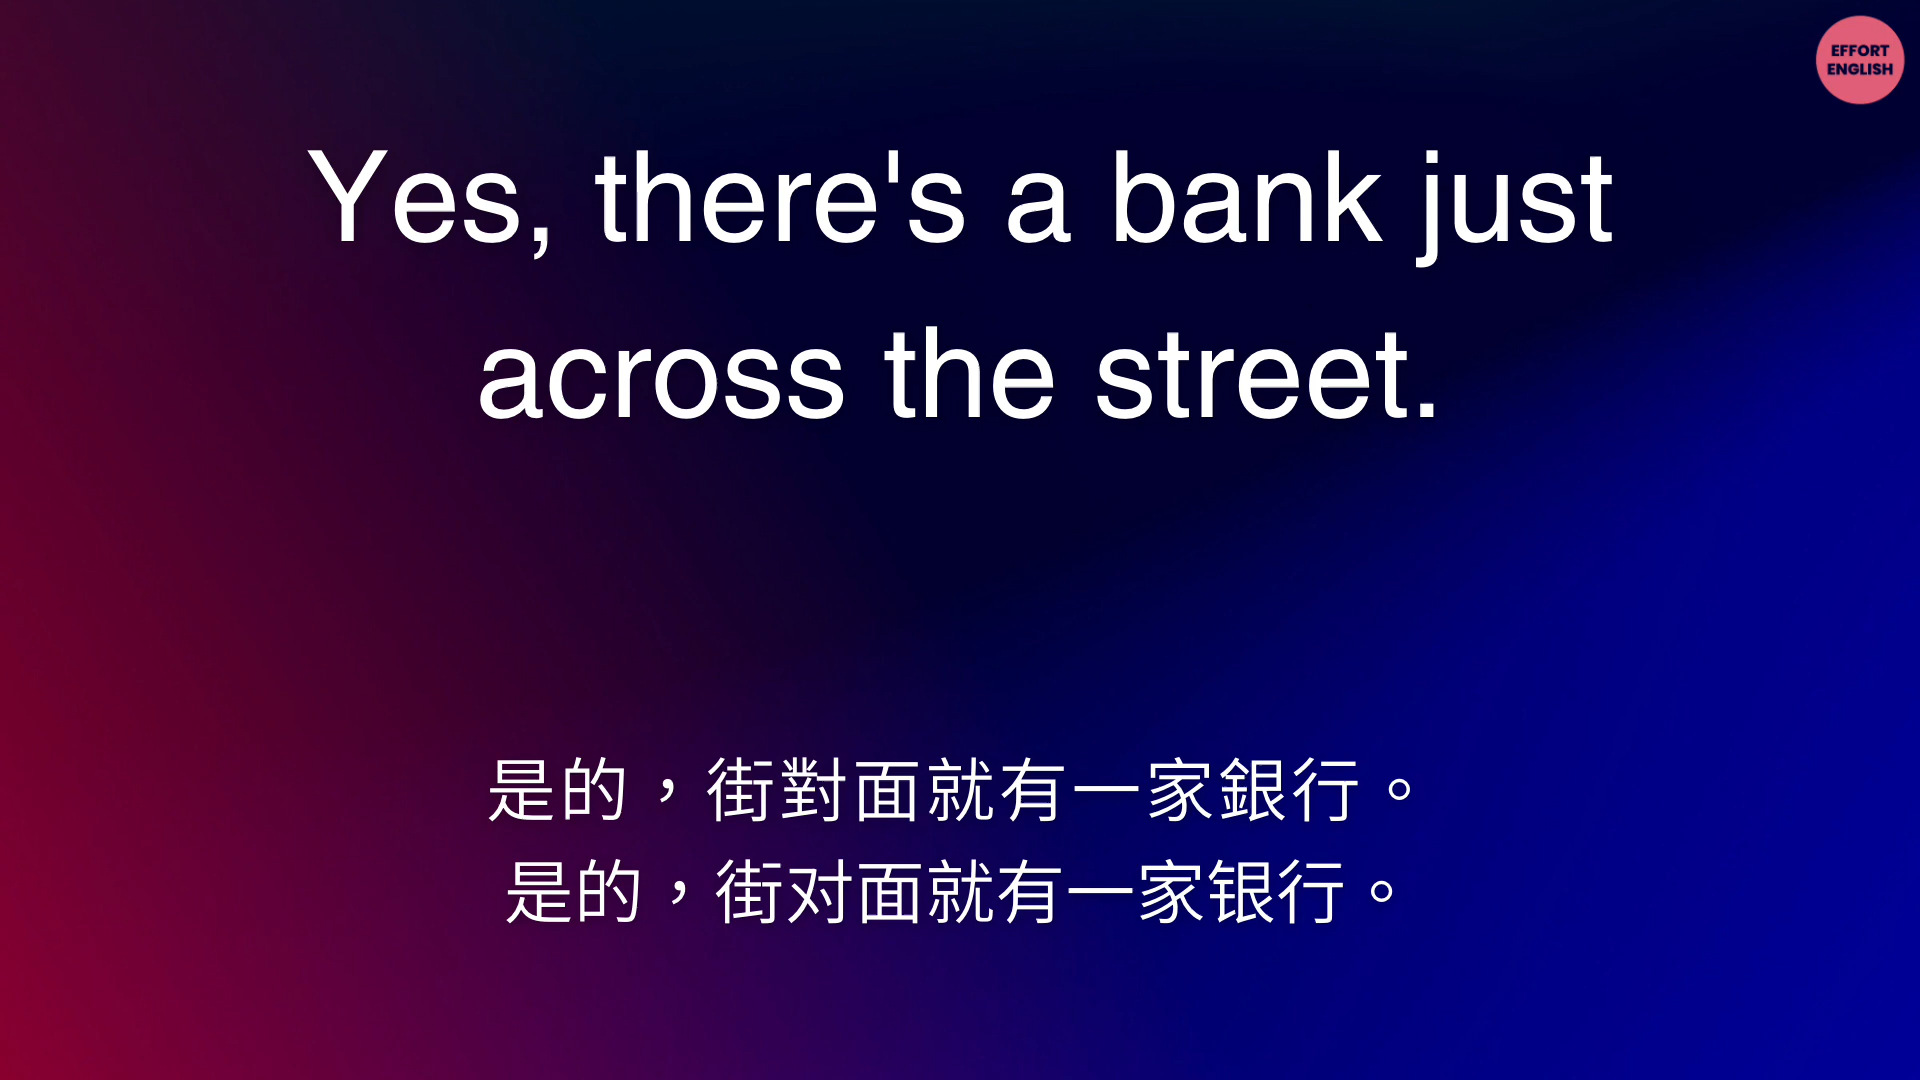 EFFORT
ENGLISH
Yes, there's a bank just
across the street.
是的，街對面就有一家銀行。
是的，街对面就有一家银行。